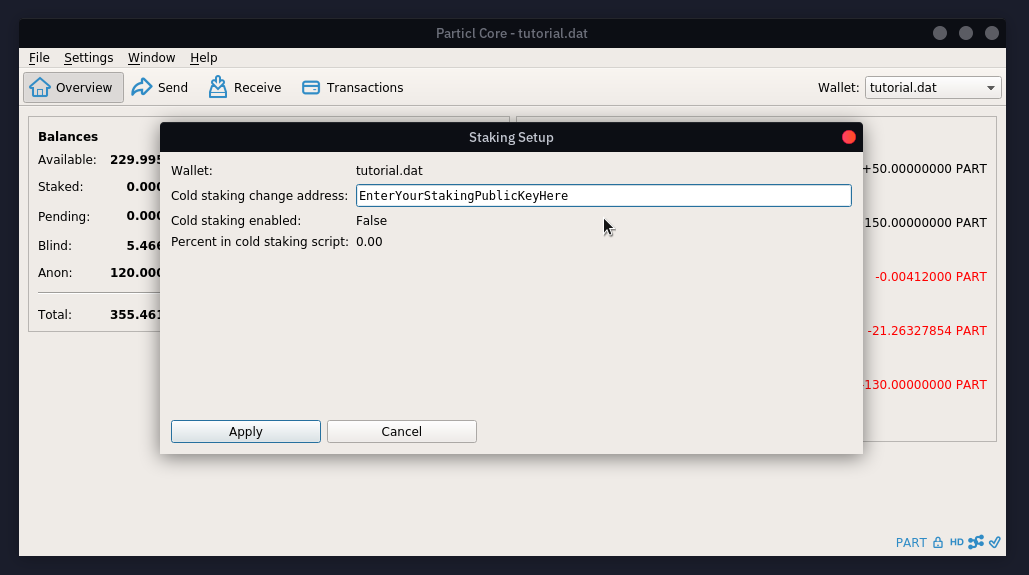 Particl Core - tutorial.dat
File Settings Window Help
Overview Send Receive Transactions Wallet: tutorial.dat
Staking Setup
Balances
Available: 229.995
Staked: 0.000
Pending: 0.000
Blind: 5.466
Anon: 120.000
Total: 355.461
Wallet: tutorial.dat
Cold staking change address: EnterYourStakingPublicKeyHere
Cold staking enabled: False
Percent in cold staking script: 0.00
Apply Cancel
+50.00000000 PART
150.00000000 PART
-0.00412000 PART
-21.26327854 PART
-130.00000000 PART
PART HD